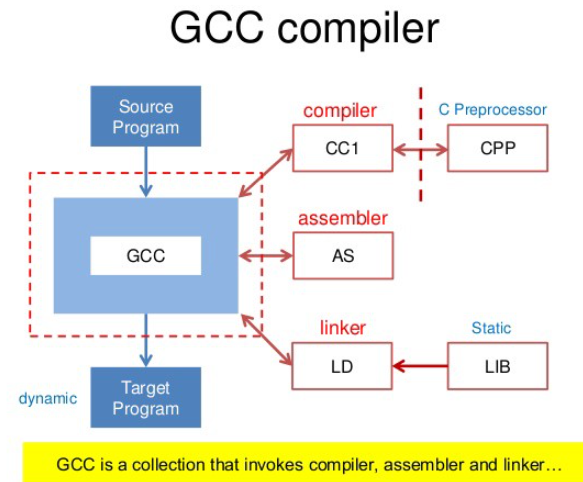 GCC compiler
Source
Program
compiler
C Preprocessor
CC1
CPP
assembler
GCC
AS
linker
Static
LD
LIB
dynamic
Target
Program
GCC is a collection that invokes compiler, assembler and linker…